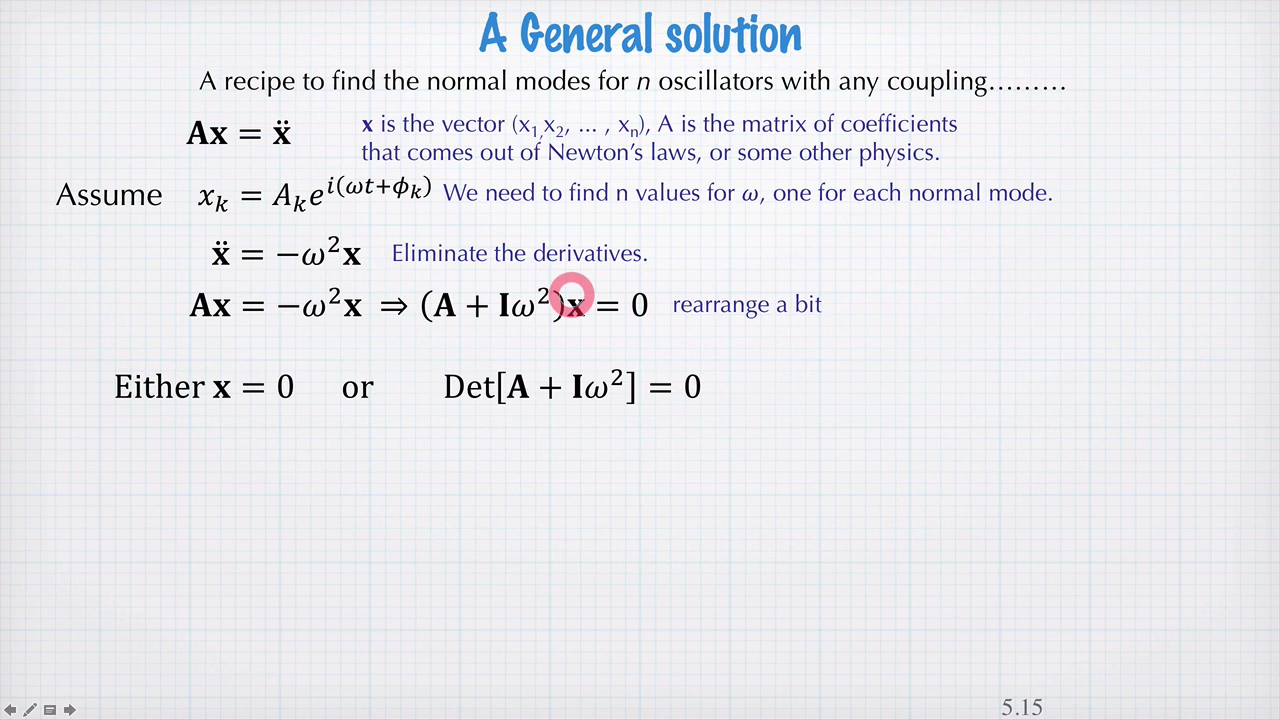 A General solution
A recipe to find the normal modes for n oscillators with any coupling………
𝐀𝐱 = 𝐱̈
x is the vector (x₁,x₂, ... , xₙ), A is the matrix of coefficients
that comes out of Newton’s laws, or some other physics.
Assume xₖ = Aₖe^{i(ωt+ϕₖ)} We need to find n values for ω, one for each normal mode.
𝐱̈ = −ω²𝐱 Eliminate the derivatives.
𝐀𝐱 = −ω²𝐱 ⇒ (𝐀 + 𝐈ω²)𝐱 = 0 rearrange a bit
Either 𝐱 = 0 or Det[𝐀 + 𝐈ω²] = 0
5.15